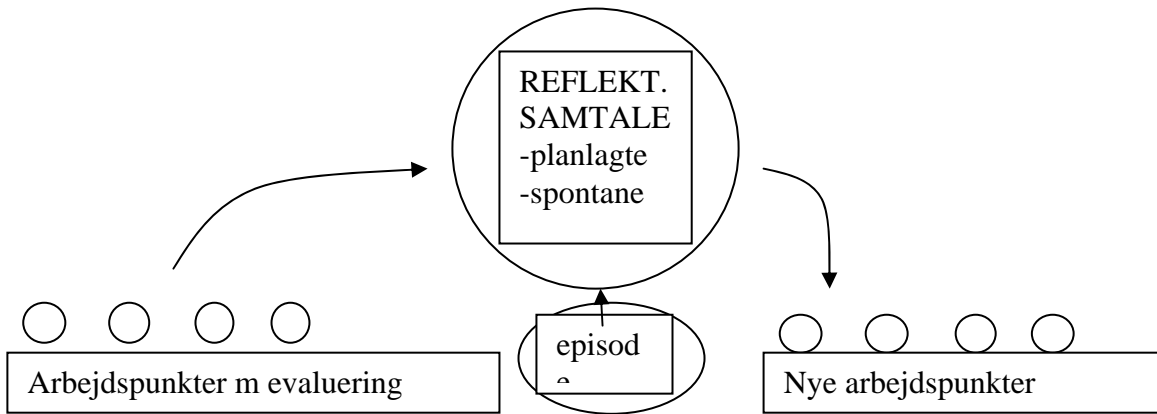 REFLEKT.
SAMTALE
-planlagte
-spontane
episod
e
Arbejdspunkter m evaluering
Nye arbejdspunkter